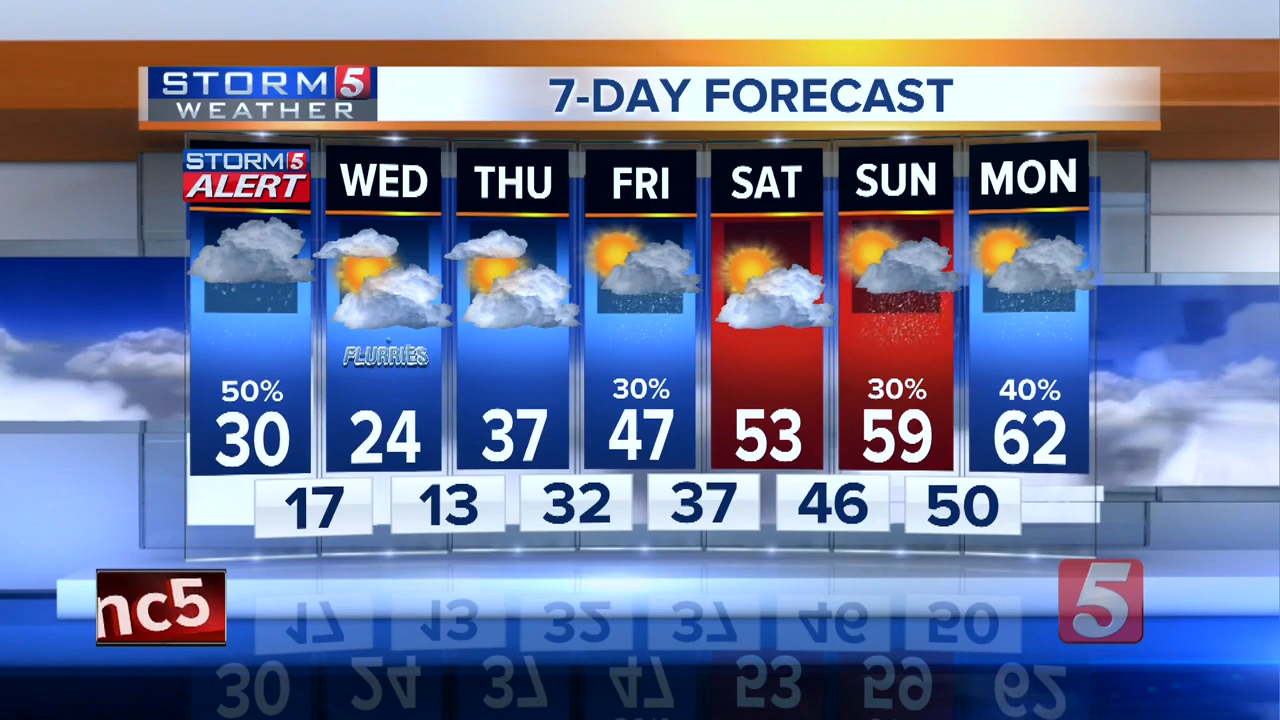 STORM 5
WEATHER
7-DAY FORECAST
STORM 5
ALERT
WED
THU
FRI
SAT
SUN
MON
FLURRIES
50%
30%
30%
40%
30
24
37
47
53
59
62
17
13
32
37
46
50
nc5
5